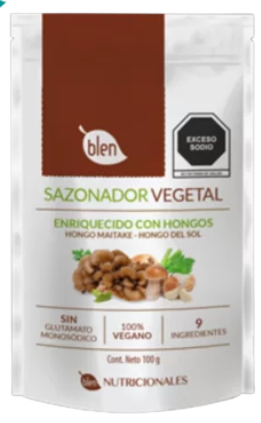 blen
EXCESO
SODIO
SAZONADOR VEGETAL
ENRIQUECIDO CON HONGOS
HONGO MAITAKE - HONGO DEL SOL
SIN
GLUTAMATO
MONOSÓDICO
100%
VEGANO
9
INGREDIENTES
Cont. Neto 100 g
blen NUTRICIONALES